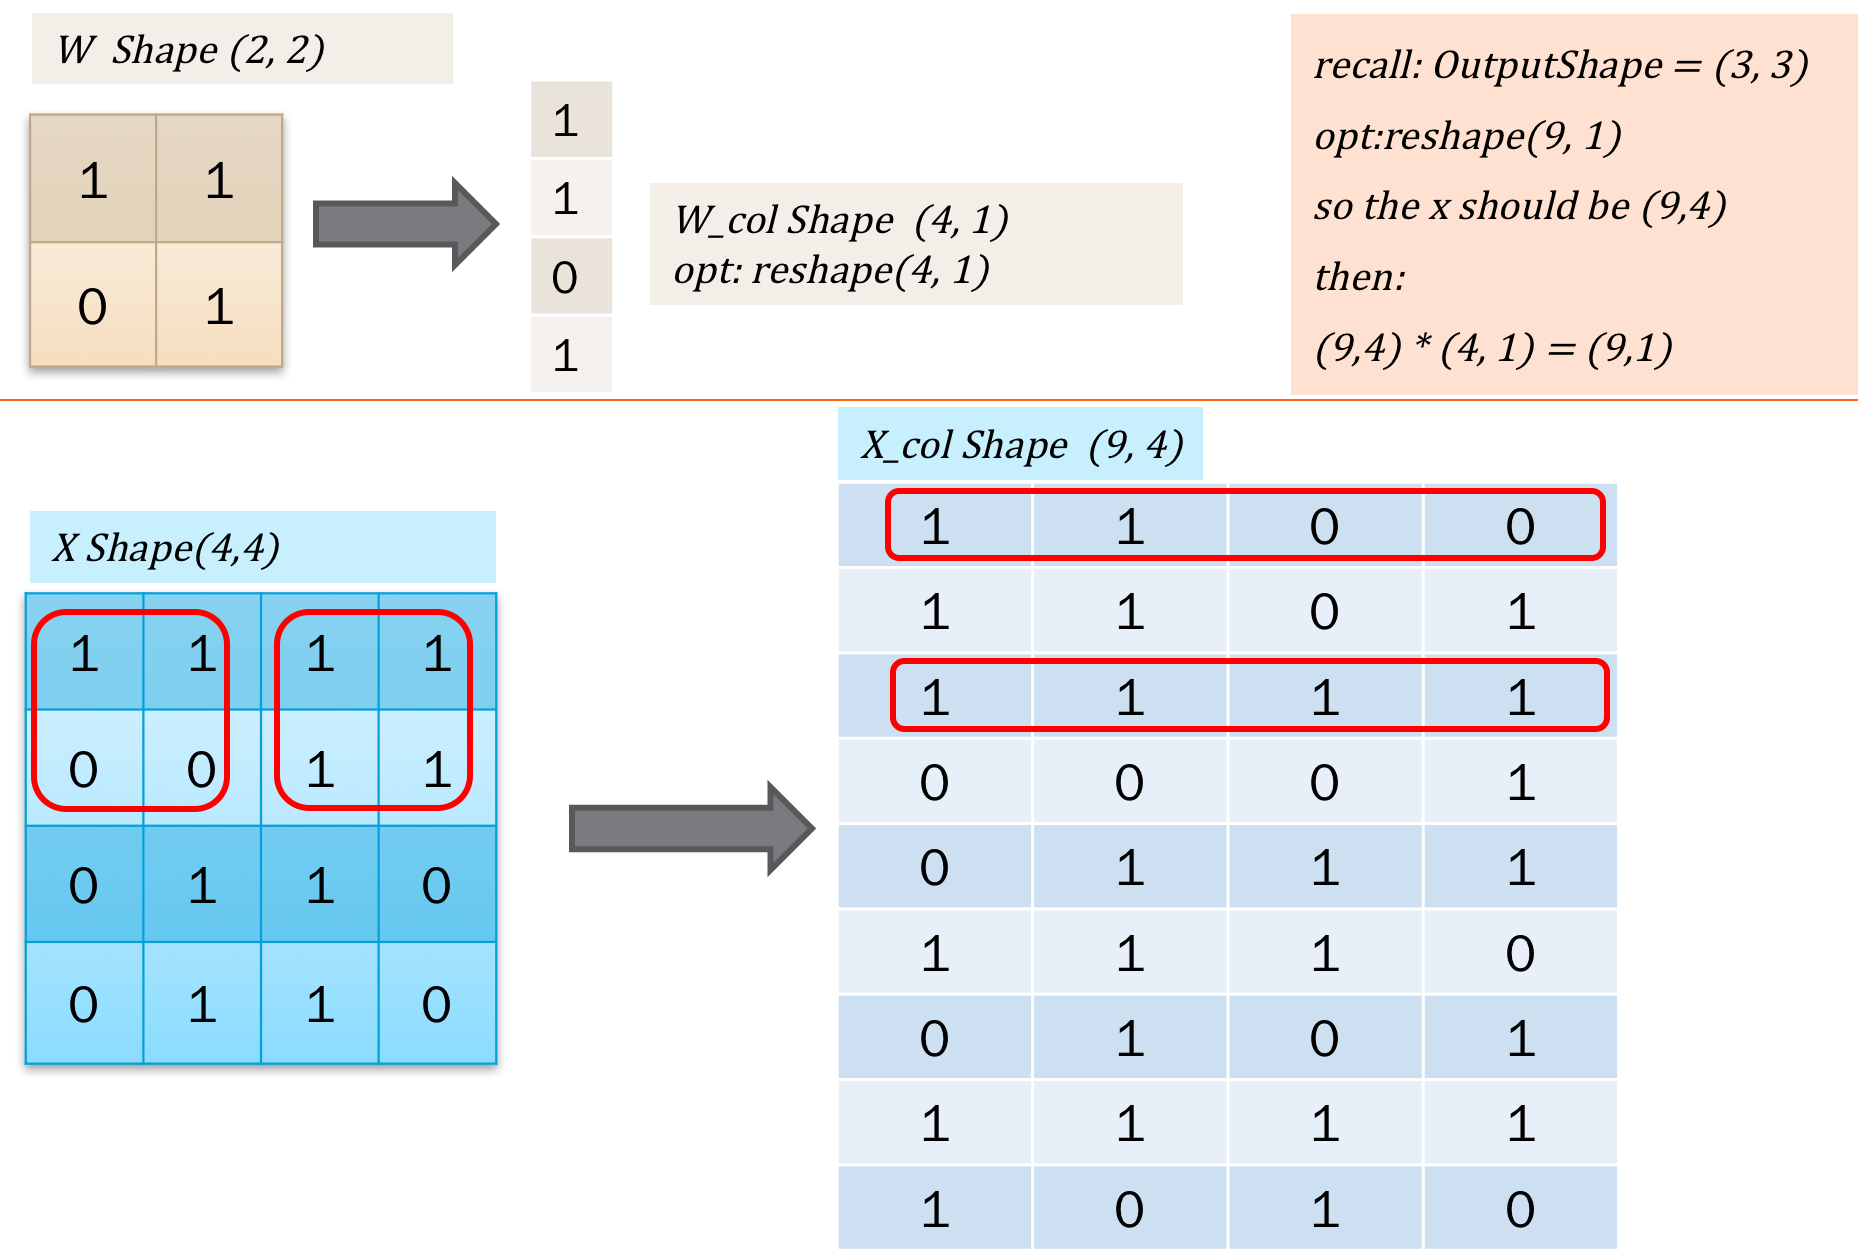 W Shape (2, 2)
1 1
0 1
1
1
0
1
W_col Shape (4, 1)
opt: reshape(4, 1)
recall: OutputShape = (3, 3)
opt:reshape(9, 1)
so the x should be (9,4)
then:
(9,4) * (4, 1) = (9,1)
X Shape(4,4)
1 1 1 1
0 0 1 1
0 1 1 0
0 1 1 0
X_col Shape (9, 4)
1 1 0 0
1 1 0 1
1 1 1 1
0 0 0 1
0 1 1 1
1 1 1 0
0 1 0 1
1 1 1 1
1 0 1 0